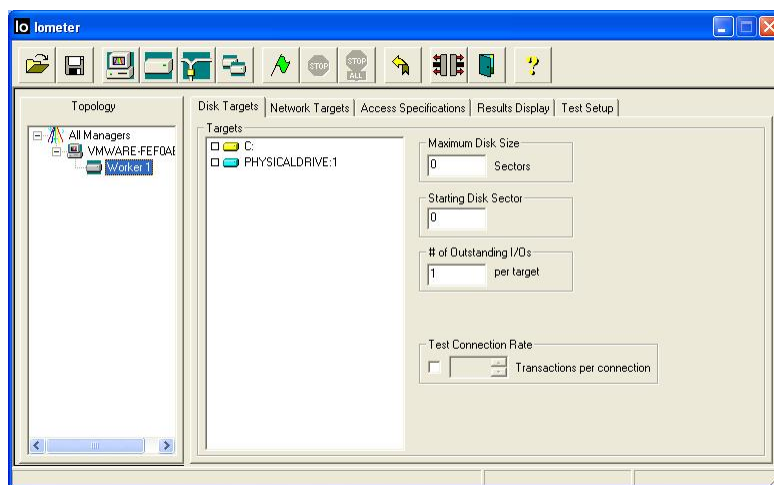 Io Iometer
STOP
STOP ALL
?
Topology
All Managers
VMWARE-FEF0A
Worker 1
Disk Targets
Network Targets
Access Specifications
Results Display
Test Setup
Targets
C:
PHYSICALDRIVE:1
Maximum Disk Size
0 Sectors
Starting Disk Sector
0
# of Outstanding I/Os
1 per target
Test Connection Rate
Transactions per connection